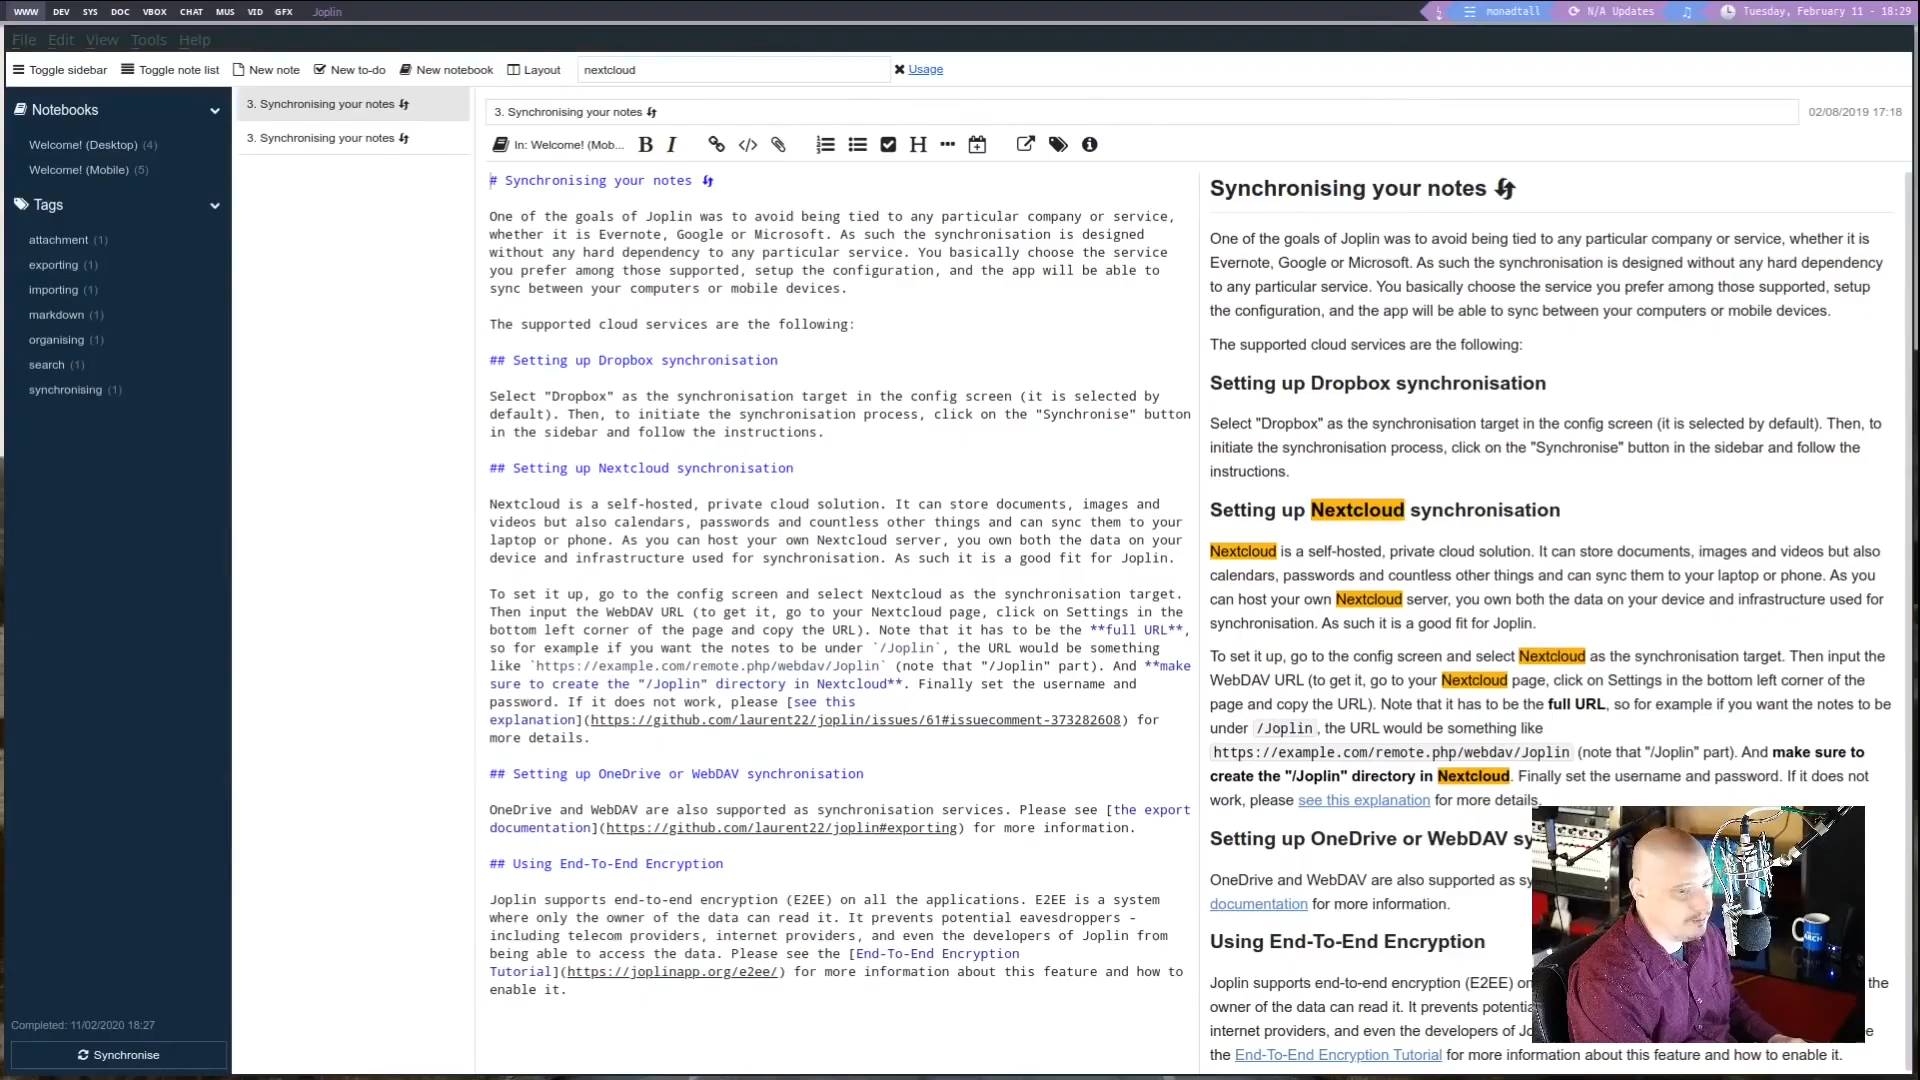 WWW DEV SYS DOC VBOX CHAT MUS VID GFX Joplin
monadtall N/A Updates Tuesday, February 11 - 18:29
File Edit View Tools Help
Toggle sidebar Toggle note list New note New to-do New notebook Layout nextcloud Usage
Notebooks
Welcome! (Desktop) (4)
Welcome! (Mobile) (5)
Tags
attachment (1)
exporting (1)
importing (1)
markdown (1)
organising (1)
search (1)
synchronising (1)
Completed: 11/02/2020 18:27
Synchronise
3. Synchronising your notes
3. Synchronising your notes
3. Synchronising your notes 02/08/2019 17:18
In: Welcome! (Mob... B I H
# Synchronising your notes
One of the goals of Joplin was to avoid being tied to any particular company or service,
whether it is Evernote, Google or Microsoft. As such the synchronisation is designed
without any hard dependency to any particular service. You basically choose the service
you prefer among those supported, setup the configuration, and the app will be able to
sync between your computers or mobile devices.
The supported cloud services are the following:
## Setting up Dropbox synchronisation
Select "Dropbox" as the synchronisation target in the config screen (it is selected by
default). Then, to initiate the synchronisation process, click on the "Synchronise" button
in the sidebar and follow the instructions.
## Setting up Nextcloud synchronisation
Nextcloud is a self-hosted, private cloud solution. It can store documents, images and
videos but also calendars, passwords and countless other things and can sync them to your
laptop or phone. As you can host your own Nextcloud server, you own both the data on your
device and infrastructure used for synchronisation. As such it is a good fit for Joplin.
To set it up, go to the config screen and select Nextcloud as the synchronisation target.
Then input the WebDAV URL (to get it, go to your Nextcloud page, click on Settings in the
bottom left corner of the page and copy the URL). Note that it has to be the **full URL**,
so for example if you want the notes to be under `/Joplin`, the URL would be something
like `https://example.com/remote.php/webdav/Joplin` (note that "/Joplin" part). And **make
sure to create the "/Joplin" directory in Nextcloud**. Finally set the username and
password. If it does not work, please [see this
explanation](https://github.com/laurent22/joplin/issues/61#issuecomment-373282608) for
more details.
## Setting up OneDrive or WebDAV synchronisation
OneDrive and WebDAV are also supported as synchronisation services. Please see [the export
documentation](https://github.com/laurent22/joplin#exporting) for more information.
## Using End-To-End Encryption
Joplin supports end-to-end encryption (E2EE) on all the applications. E2EE is a system
where only the owner of the data can read it. It prevents potential eavesdroppers -
including telecom providers, internet providers, and even the developers of Joplin from
being able to access the data. Please see the [End-To-End Encryption
Tutorial](https://joplinapp.org/e2ee/) for more information about this feature and how to
enable it.
Synchronising your notes
One of the goals of Joplin was to avoid being tied to any particular company or service, whether it is
Evernote, Google or Microsoft. As such the synchronisation is designed without any hard dependency
to any particular service. You basically choose the service you prefer among those supported, setup
the configuration, and the app will be able to sync between your computers or mobile devices.
The supported cloud services are the following:
Setting up Dropbox synchronisation
Select "Dropbox" as the synchronisation target in the config screen (it is selected by default). Then, to
initiate the synchronisation process, click on the "Synchronise" button in the sidebar and follow the
instructions.
Setting up Nextcloud synchronisation
Nextcloud is a self-hosted, private cloud solution. It can store documents, images and videos but also
calendars, passwords and countless other things and can sync them to your laptop or phone. As you
can host your own Nextcloud server, you own both the data on your device and infrastructure used for
synchronisation. As such it is a good fit for Joplin.
To set it up, go to the config screen and select Nextcloud as the synchronisation target. Then input the
WebDAV URL (to get it, go to your Nextcloud page, click on Settings in the bottom left corner of the
page and copy the URL). Note that it has to be the full URL, so for example if you want the notes to be
under /Joplin, the URL would be something like
https://example.com/remote.php/webdav/Joplin (note that "/Joplin" part). And make sure to
create the "/Joplin" directory in Nextcloud. Finally set the username and password. If it does not
work, please see this explanation for more details.
Setting up OneDrive or WebDAV sy
OneDrive and WebDAV are also supported as sy
documentation for more information.
Using End-To-End Encryption
Joplin supports end-to-end encryption (E2EE) on the
owner of the data can read it. It prevents potentia
internet providers, and even the developers of Jo e
the End-To-End Encryption Tutorial for more information about this feature and how to enable it.
ARCH